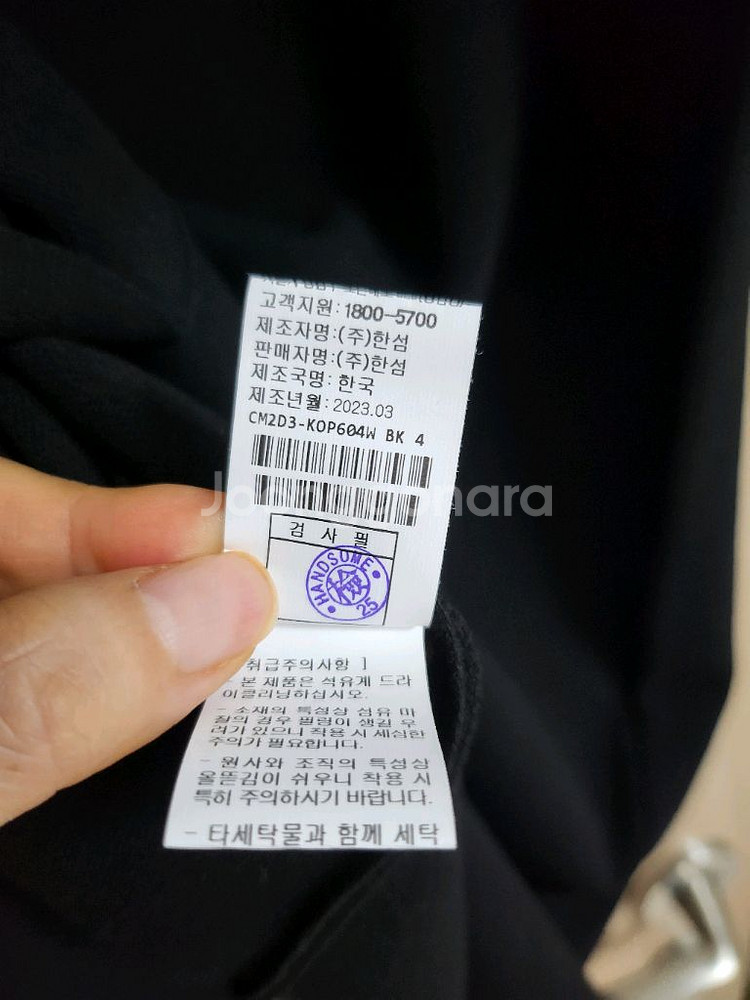 고객지원:1800-5700
제조자명:(주)한섬
판매자명:(주)한섬
제조국명: 한국
제조년월:2023.03
CM2D3-KOP604W BK 4
Joonggonara
검 사 필
HANDSOME
檢
25
취급주의사항 ]
- 본 제품은 석유계 드라
이클리닝하십시오.
- 소재의 특성상 섬유 마
찰의 경우 필링이 생길 우
려가 있으니 착용 시 세심한
주의가 필요합니다.
- 원사와 조직의 특성상
올뜯김이 쉬우니 착용 시
특히 주의하시기 바랍니다.
- 타세탁물과 함께 세탁